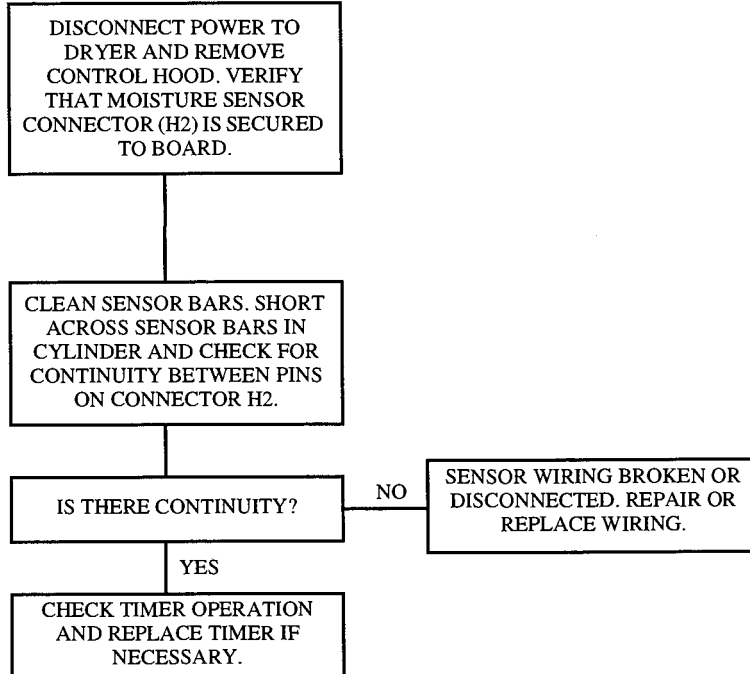 DISCONNECT POWER TO
DRYER AND REMOVE
CONTROL HOOD. VERIFY
THAT MOISTURE SENSOR
CONNECTOR (H2) IS SECURED
TO BOARD.
CLEAN SENSOR BARS. SHORT
ACROSS SENSOR BARS IN
CYLINDER AND CHECK FOR
CONTINUITY BETWEEN PINS
ON CONNECTOR H2.
IS THERE CONTINUITY?
NO
SENSOR WIRING BROKEN OR
DISCONNECTED. REPAIR OR
REPLACE WIRING.
YES
CHECK TIMER OPERATION
AND REPLACE TIMER IF
NECESSARY.